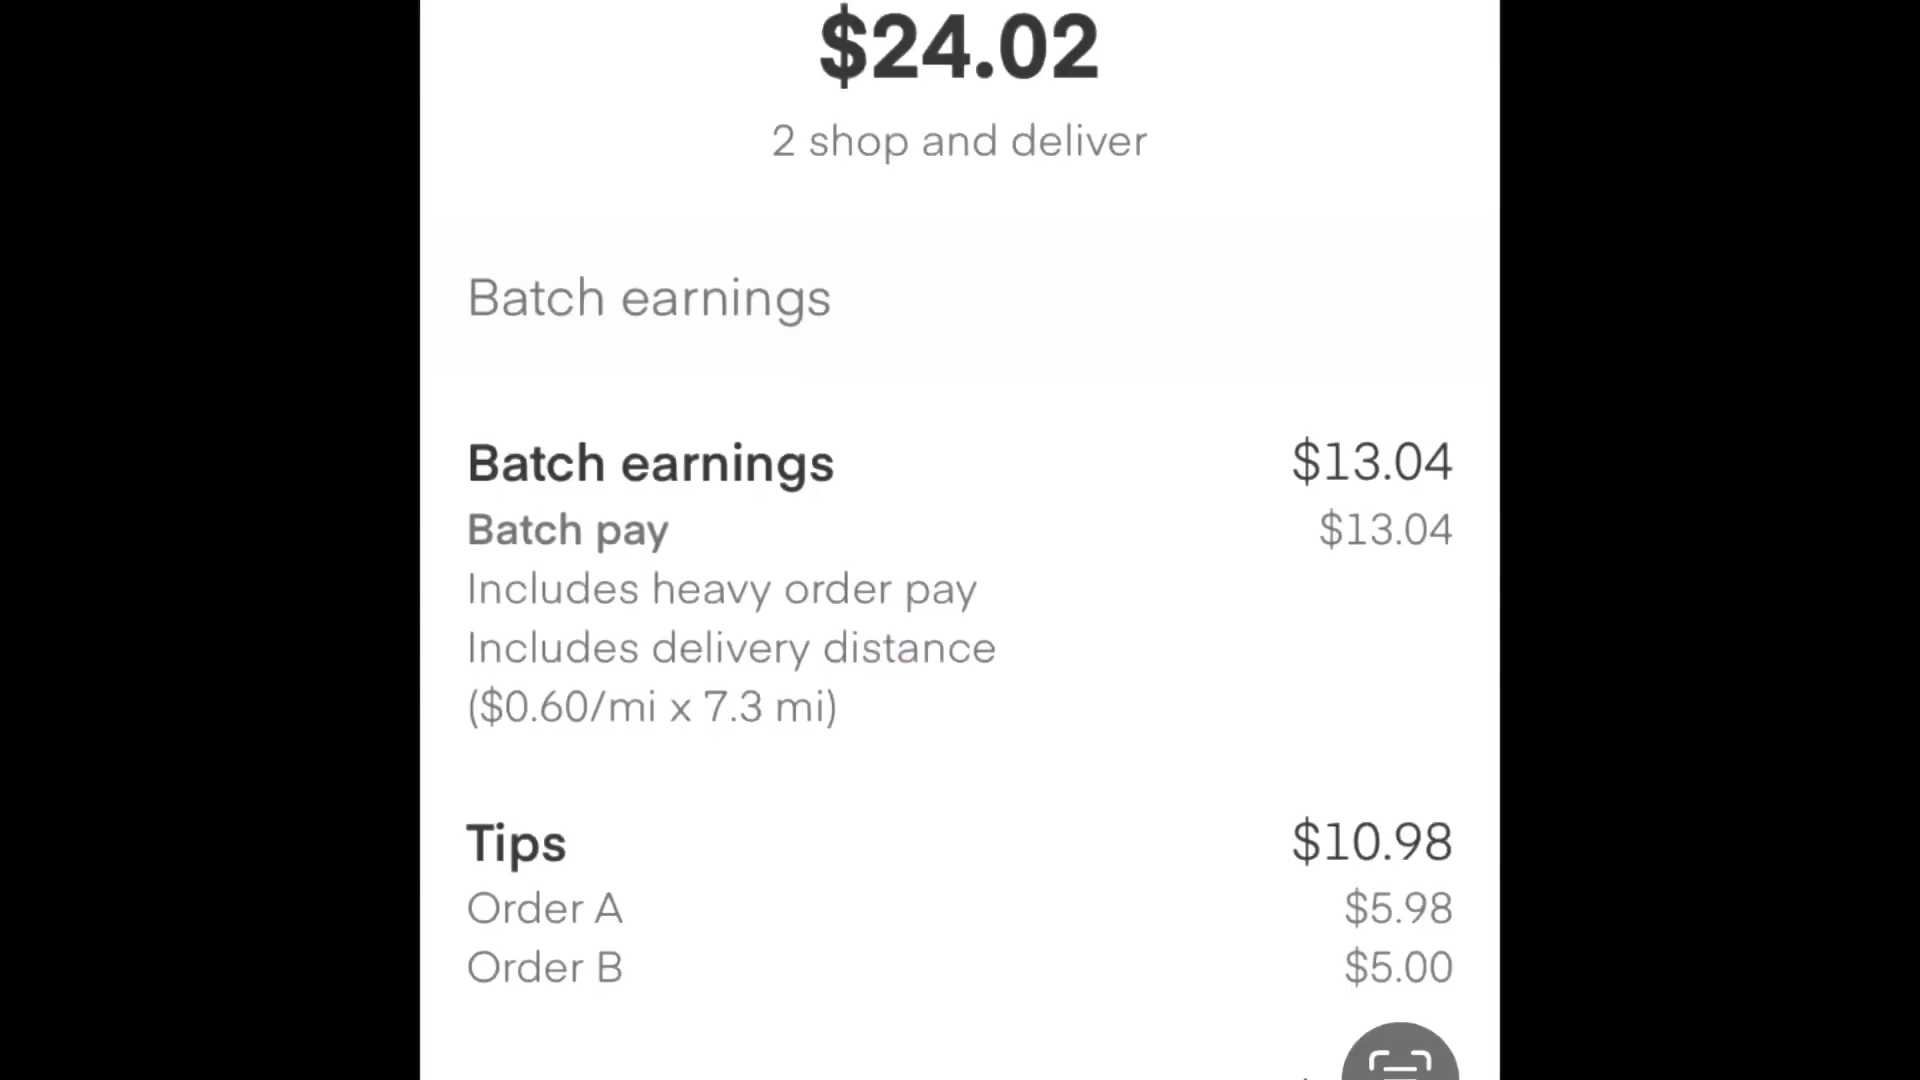 $24.02
2 shop and deliver
Batch earnings
Batch earnings $13.04
Batch pay $13.04
Includes heavy order pay
Includes delivery distance
($0.60/mi x 7.3 mi)
Tips $10.98
Order A $5.98
Order B $5.00